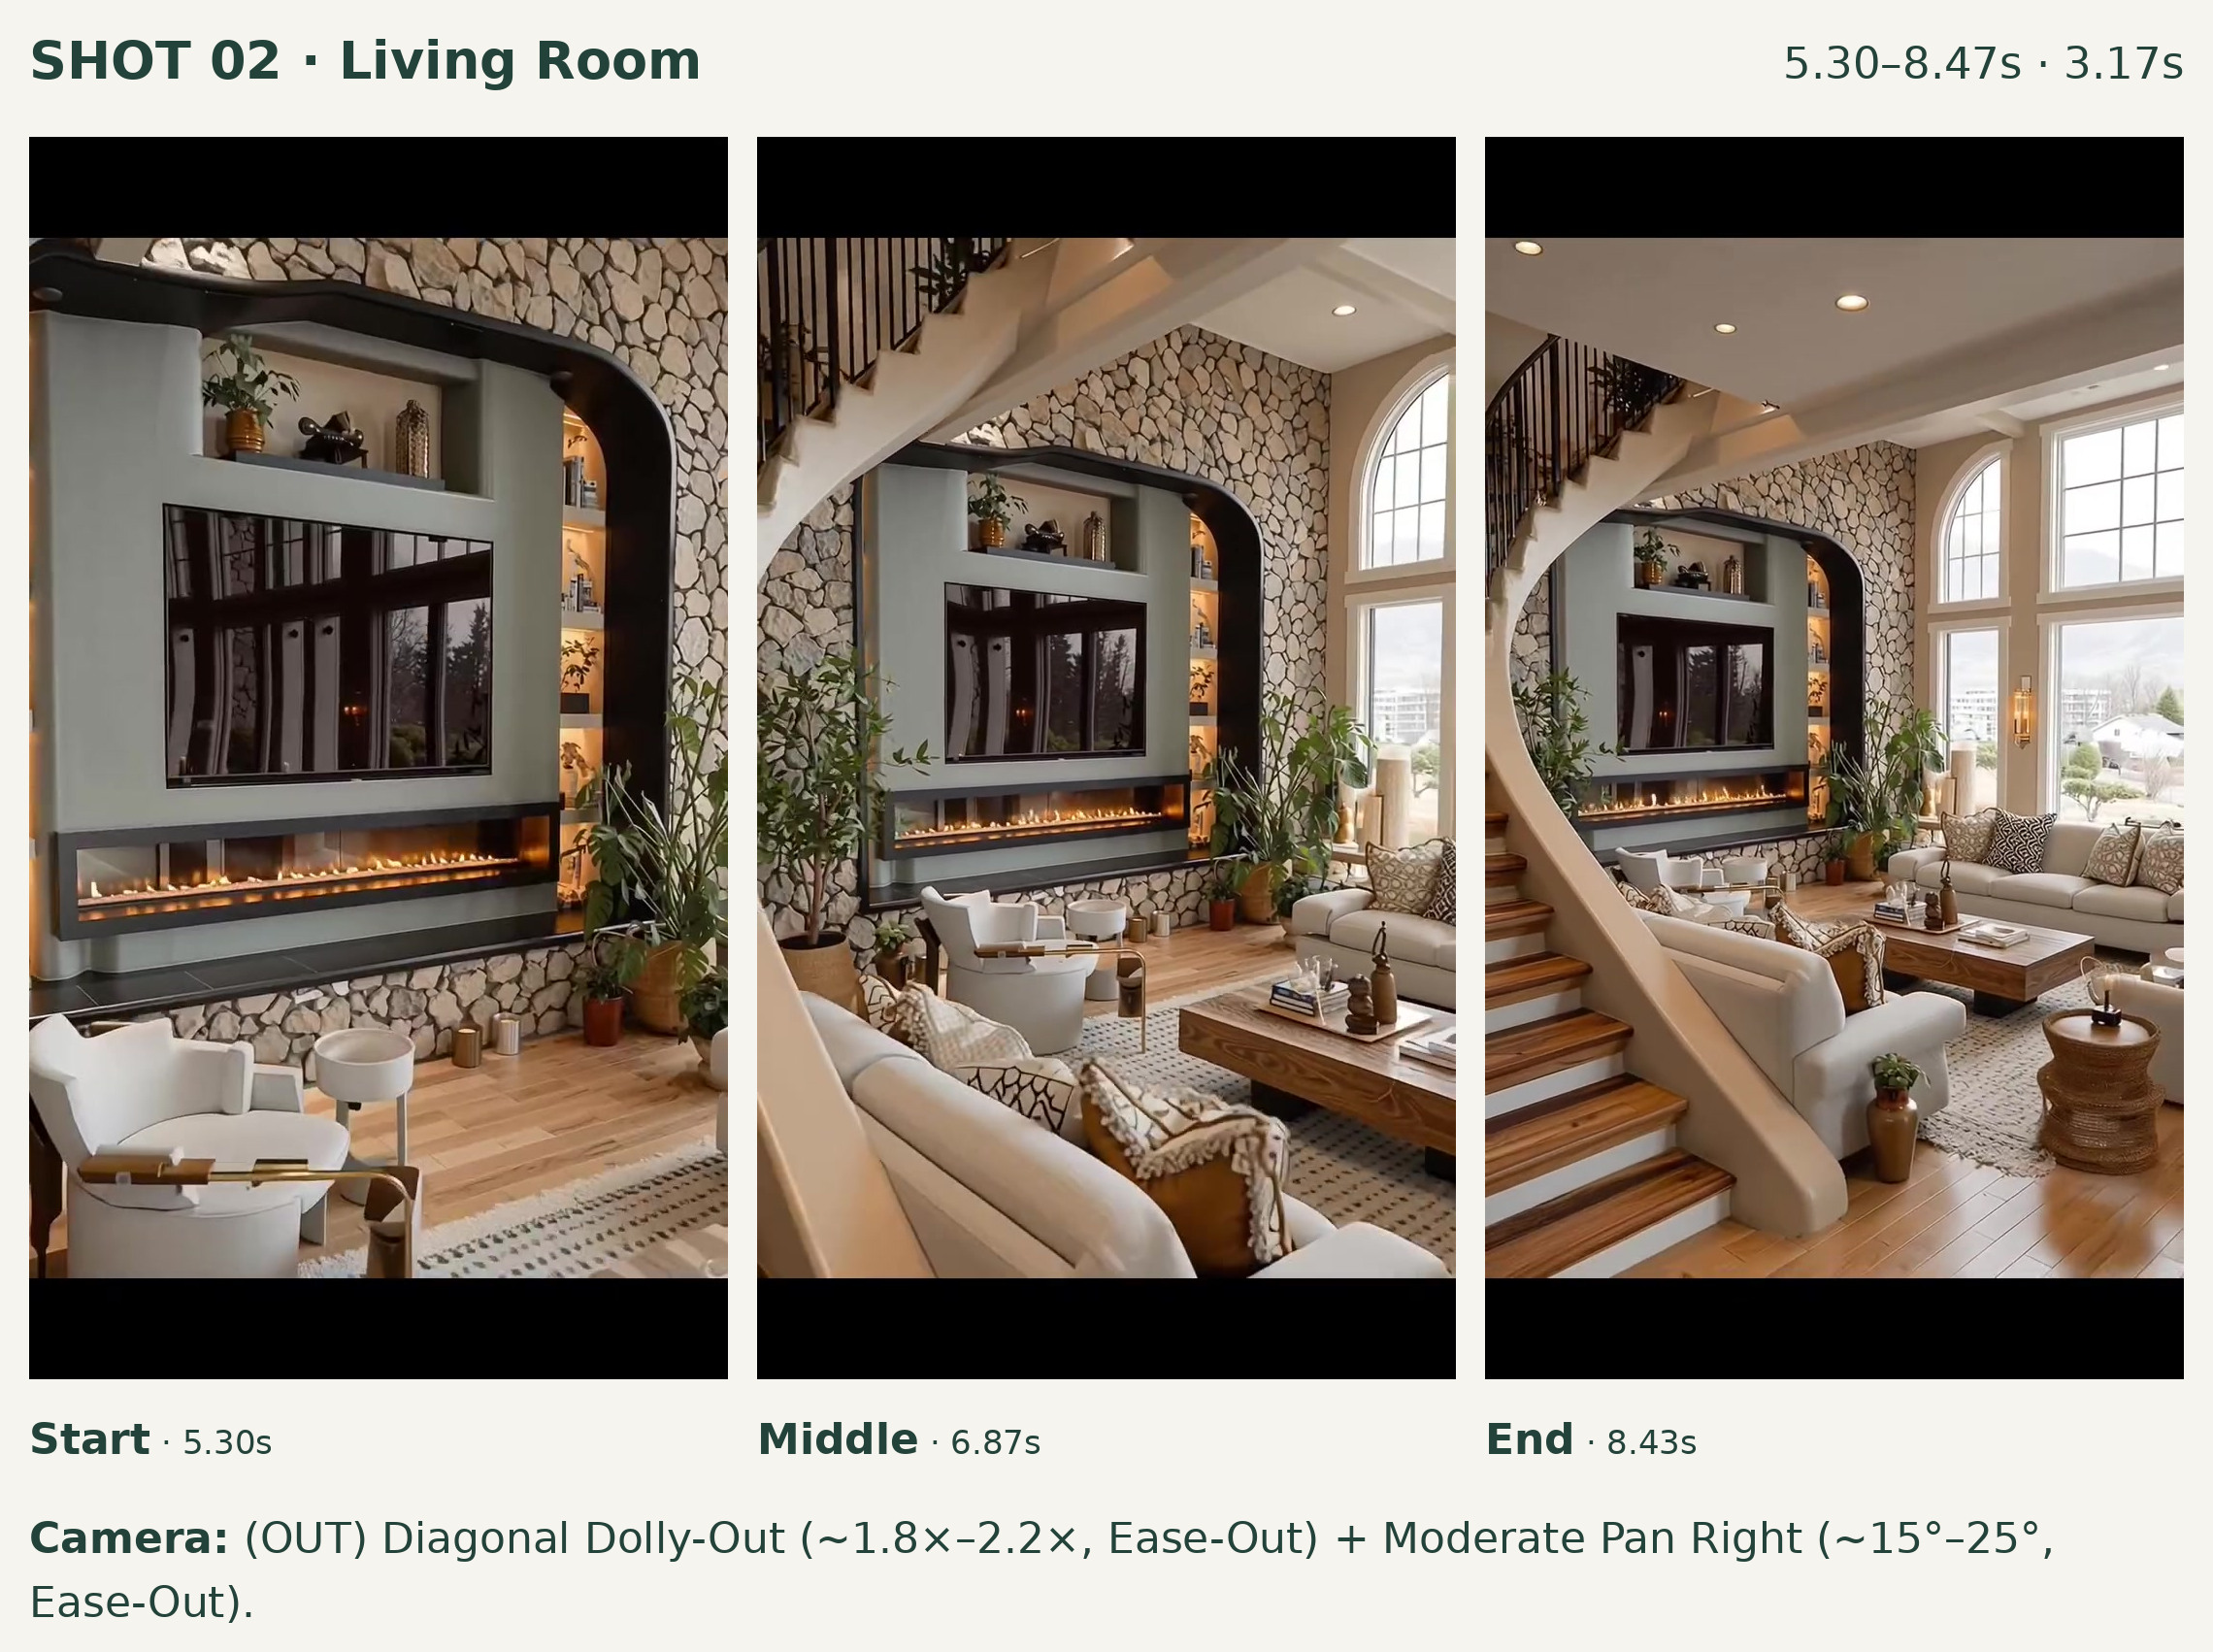 SHOT 02 · Living Room
5.30–8.47s · 3.17s
Start · 5.30s
Middle · 6.87s
End · 8.43s
Camera: (OUT) Diagonal Dolly-Out (~1.8×–2.2×, Ease-Out) + Moderate Pan Right (~15°–25°,
Ease-Out).